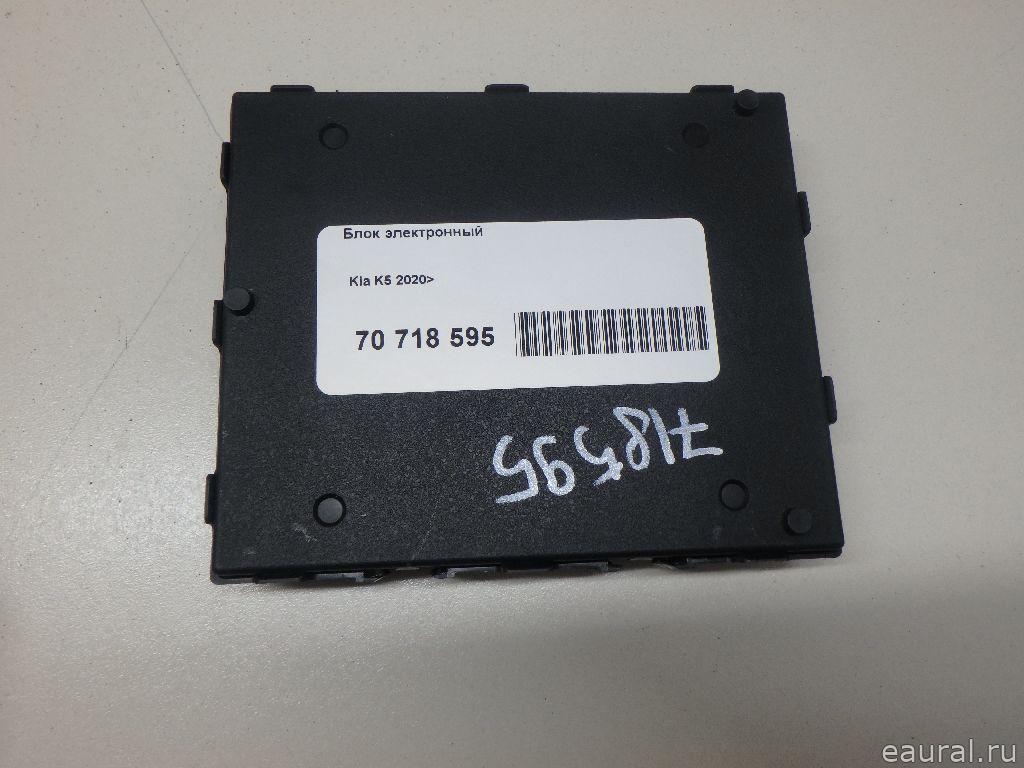 Блок электронный
Kia K5 2020>
70 718 595
718595
eaural.ru